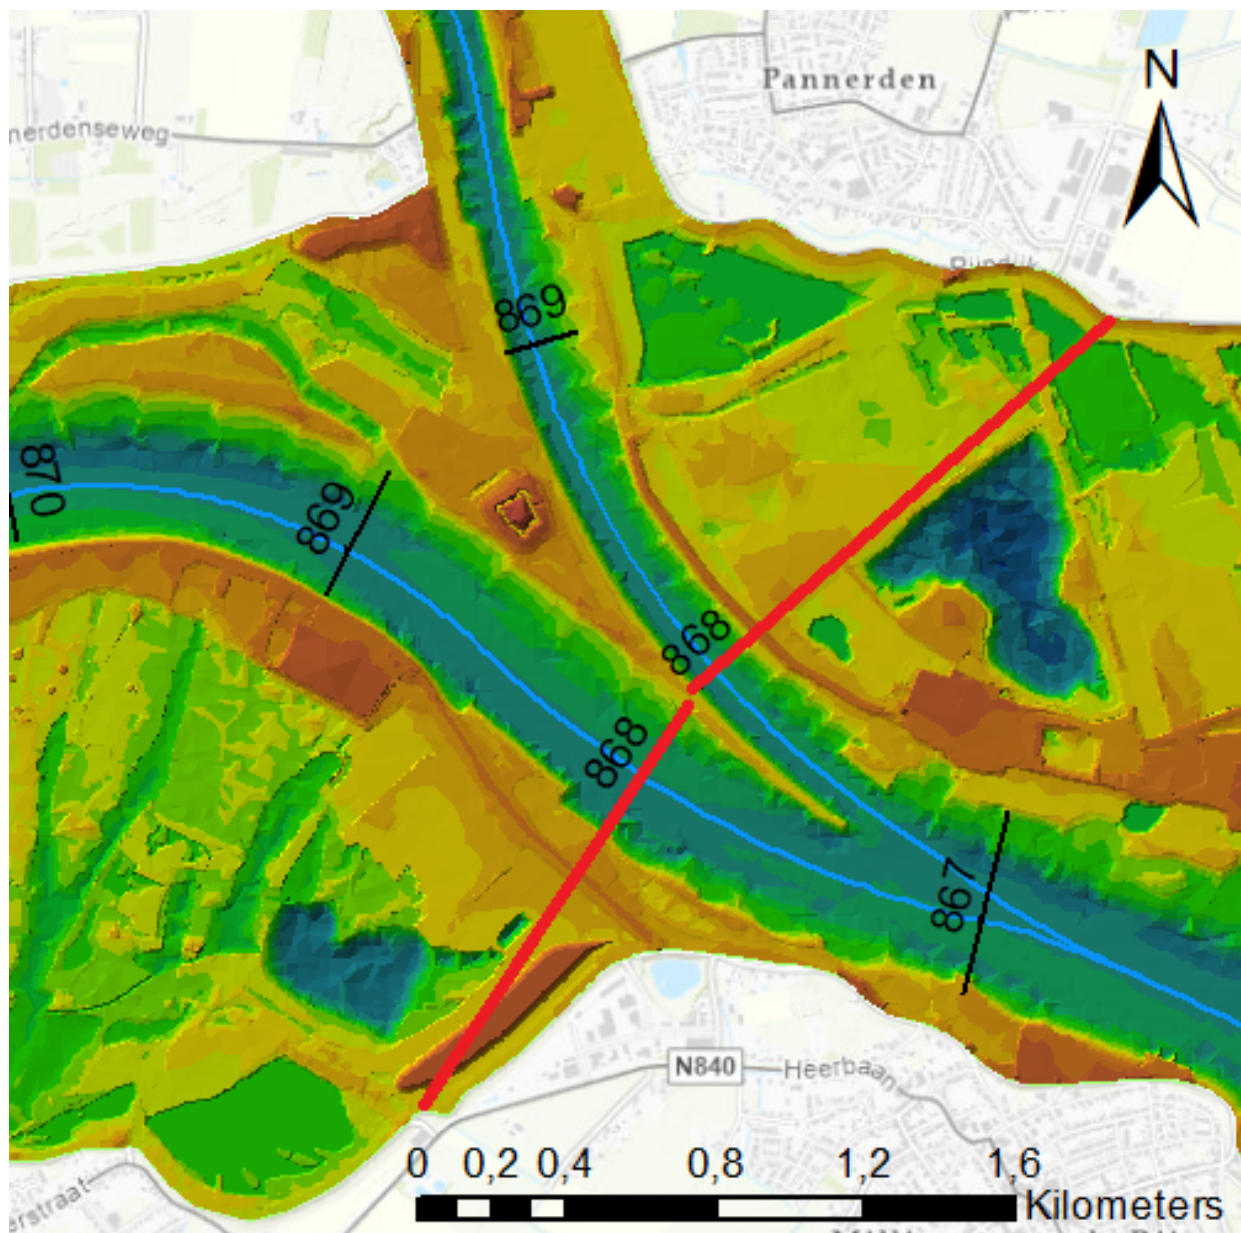 N
Pannerden
nerdenseweg
Rijndijk
869
870
869
868
868
867
N840
Heerbaan
0 0,2 0,4 0,8 1,2 1,6
Kilometers
erstraat